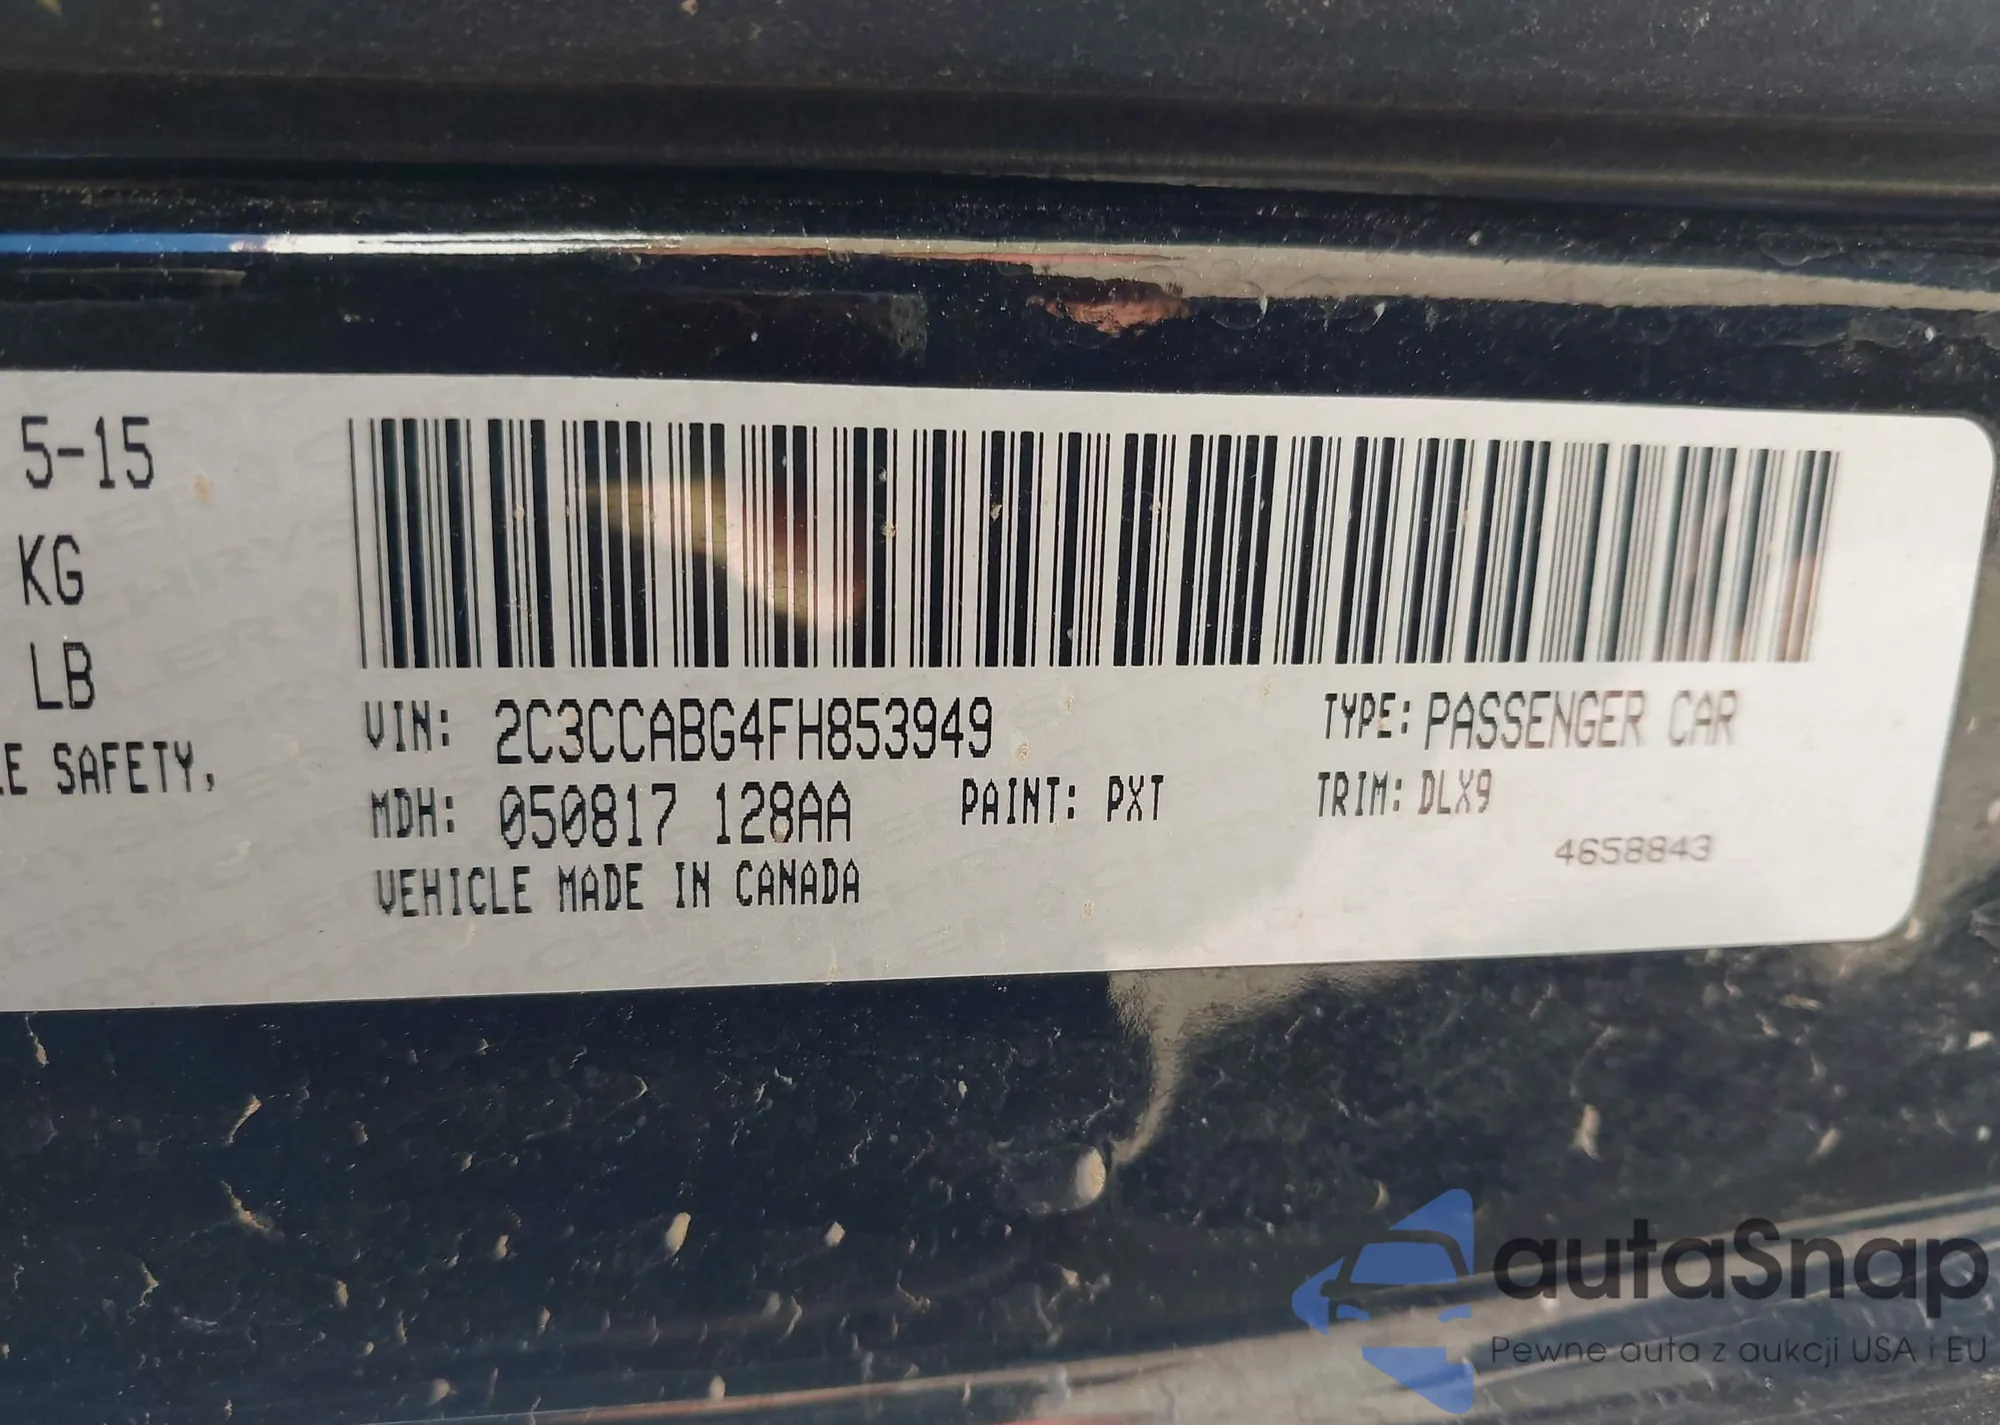 5-15
KG
LB
LE SAFETY,
VIN: 2C3CCABG4FH853949
TYPE: PASSENGER CAR
MDH: 050817 128AA
PAINT: PXT
TRIM: DLX9
4658843
VEHICLE MADE IN CANADA
autaSnap
Pewne auta z aukcji USA i EU